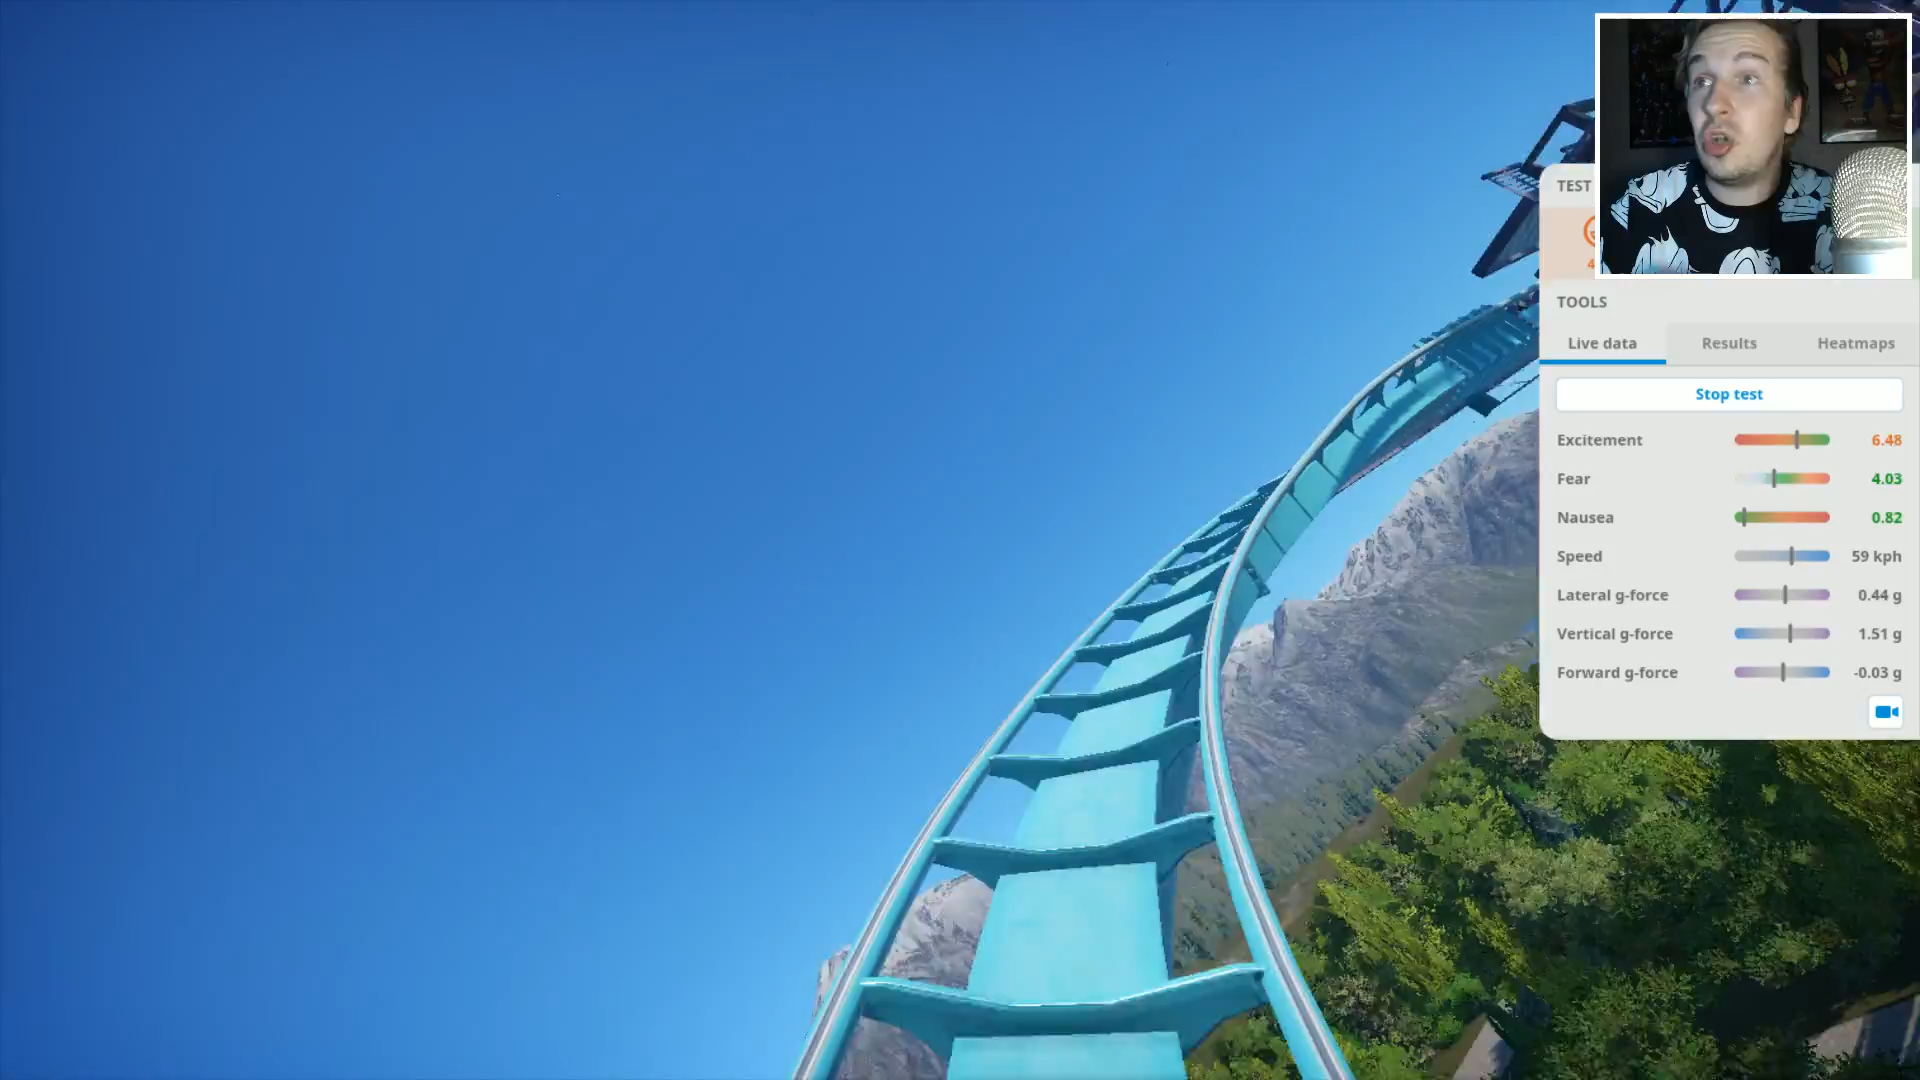 TEST
4
TOOLS
Live data Results Heatmaps
Stop test
Excitement 6.48
Fear 4.03
Nausea 0.82
Speed 59 kph
Lateral g-force 0.44 g
Vertical g-force 1.51 g
Forward g-force -0.03 g